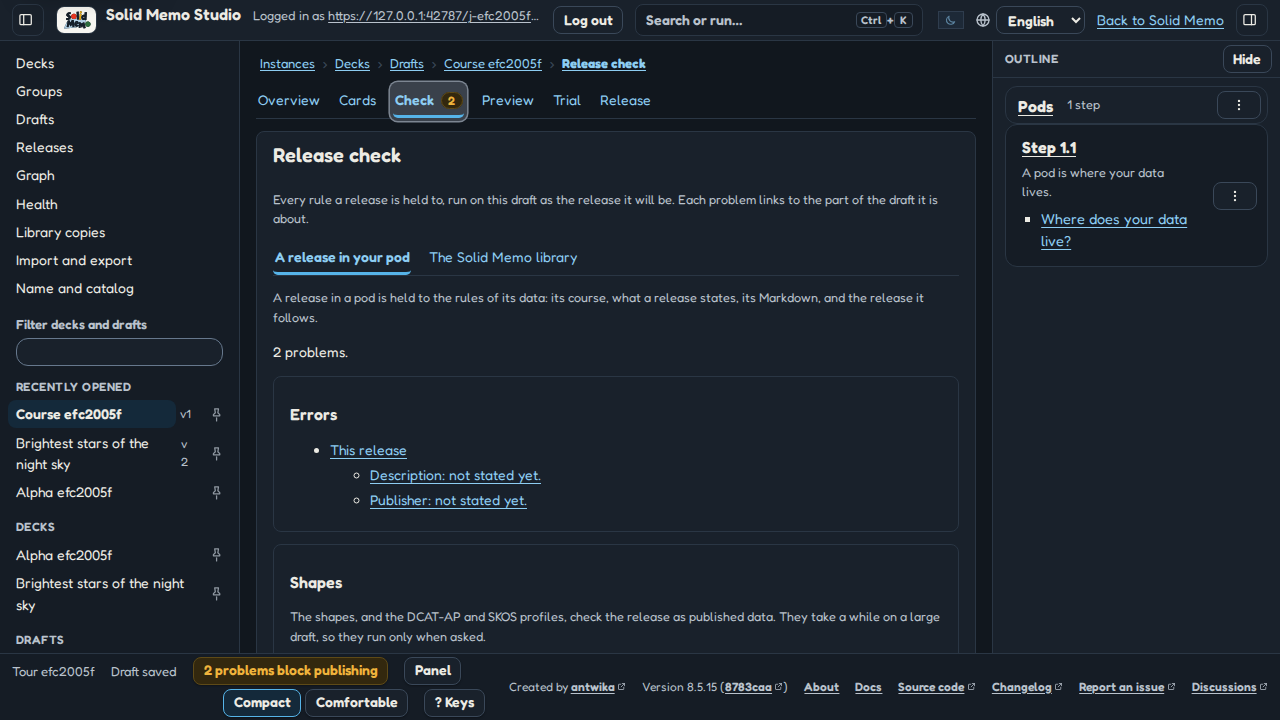 Solid Memo Studio
Logged in as https://127.0.0.1:42787/j-efc2005f...
Log out
Search or run...
Ctrl + K
English
Back to Solid Memo
Decks
Groups
Drafts
Releases
Graph
Health
Library copies
Import and export
Name and catalog
Filter decks and drafts
RECENTLY OPENED
Course efc2005f v1
Brightest stars of the night sky v 2
Alpha efc2005f
DECKS
Alpha efc2005f
Brightest stars of the night sky
DRAFTS
Instances › Decks › Drafts › Course efc2005f › Release check
Overview Cards Check 2 Preview Trial Release
Release check
Every rule a release is held to, run on this draft as the release it will be. Each problem links to the part of the draft it is
about.
A release in your pod The Solid Memo library
A release in a pod is held to the rules of its data: its course, what a release states, its Markdown, and the release it
follows.
2 problems.
Errors
This release
Description: not stated yet.
Publisher: not stated yet.
Shapes
The shapes, and the DCAT-AP and SKOS profiles, check the release as published data. They take a while on a large
draft, so they run only when asked.
OUTLINE
Hide
Pods 1 step
Step 1.1
A pod is where your data
lives.
Where does your data
live?
Tour efc2005f Draft saved 2 problems block publishing Panel
Compact Comfortable ? Keys
Created by antwika Version 8.5.15 (8783caa) About Docs Source code Changelog Report an issue Discussions